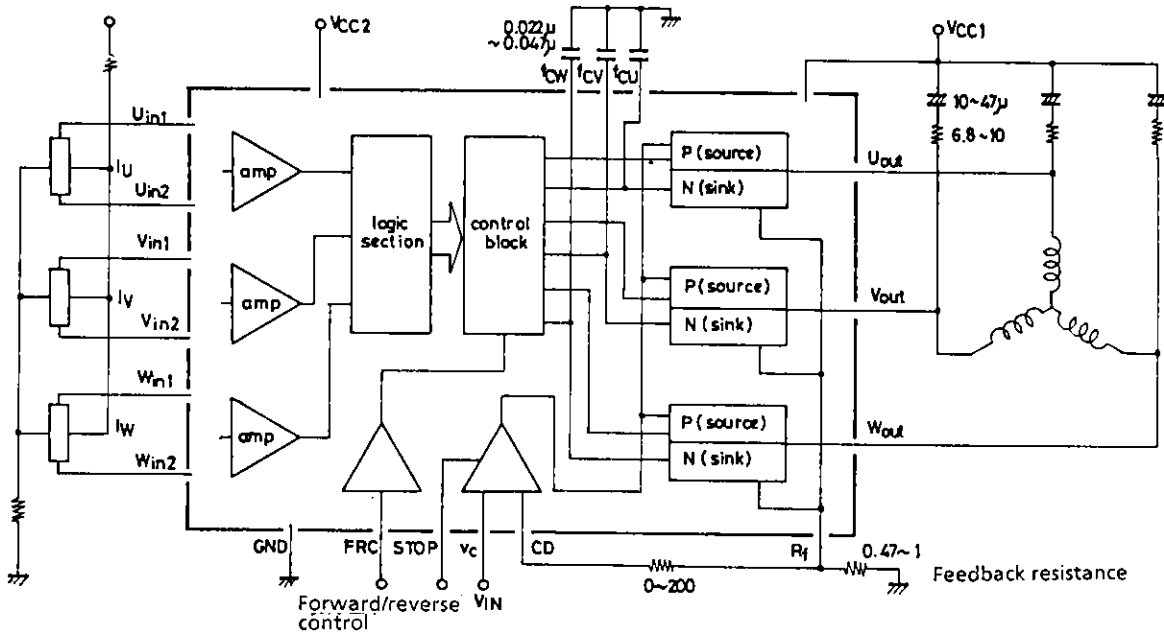 VCC2
0.022µ
~0.047µ
fCW fCV fCU
VCC1
10~47µ
6.8~10
Uin1
IU
Uin2
amp
Vin1
IV
Vin2
amp
Win1
IW
Win2
amp
logic
section
control
block
P (source)
N (sink)
Uout
P (source)
N (sink)
Vout
P (source)
N (sink)
Wout
GND
FRC
STOP
vc
CD
Rf
0.47~1
0~200
Feedback resistance
VIN
Forward/reverse
control